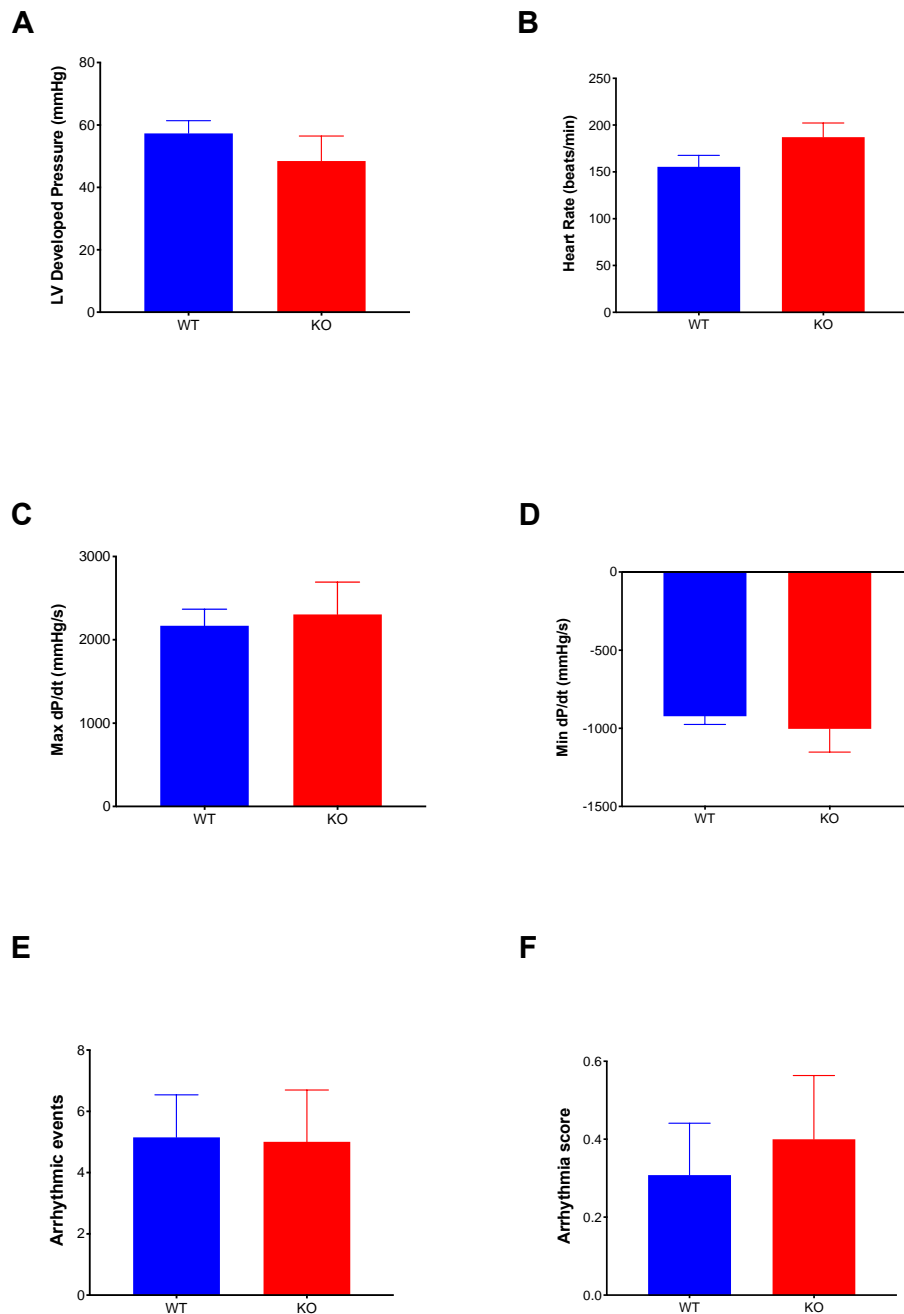 A
LV Developed Pressure (mmHg)
80
60
40
20
0
WT KO
B
Heart Rate (beats/min)
250
200
150
100
50
0
WT KO
C
Max dP/dt (mmHg/s)
3000
2000
1000
0
WT KO
D
Min dP/dt (mmHg/s)
0
-500
-1000
-1500
WT KO
E
Arrhythmic events
8
6
4
2
0
WT KO
F
Arrhythmia score
0.6
0.4
0.2
0.0
WT KO